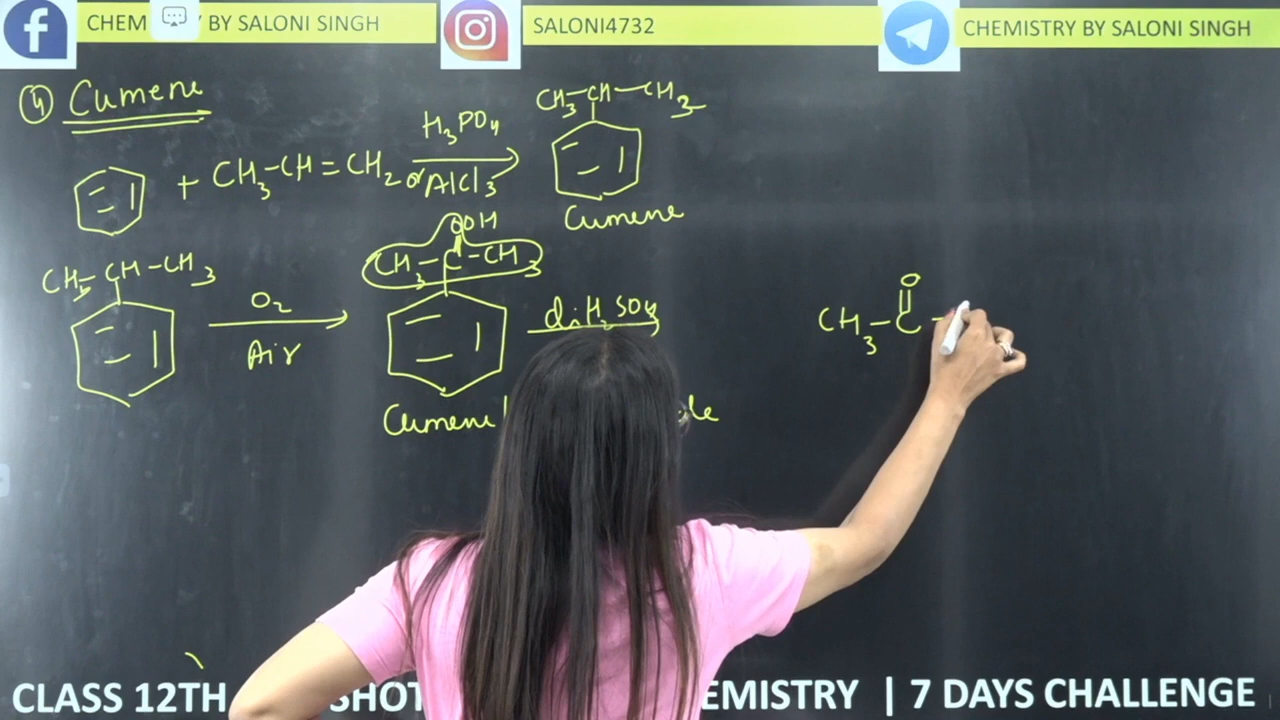 CHEM BY SALONI SINGH
SALONI4732
CHEMISTRY BY SALONI SINGH
(4) Cumene
+ CH3-CH=CH2 H3PO4 or AlCl3
CH3-CH-CH3
Cumene
CH3-CH-CH3
O2
Air
OOH
CH3-C-CH3
dil H2SO4
Cumene
O
CH3-C-
CLASS 12TH SHOT EMISTRY | 7 DAYS CHALLENGE